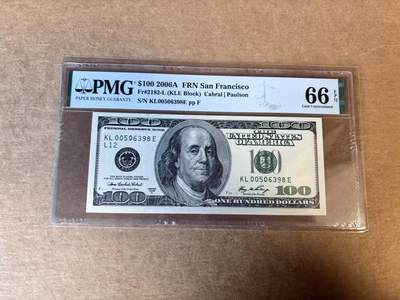 PMG
PAPER MONEY GUARANTY
$100 2006A FRN San Francisco
Fr#2182-L (KLE Block) Cabral | Paulson
S/N KL00506398E pp F
66 EPQ
Gem Uncirculated
FEDERAL RESERVE NOTE
THE UNITED STATES
OF AMERICA
KL 00506398 E
L12
100
KL 00506398 E
100
100
FRANKLIN
ONE HUNDRED DOLLARS